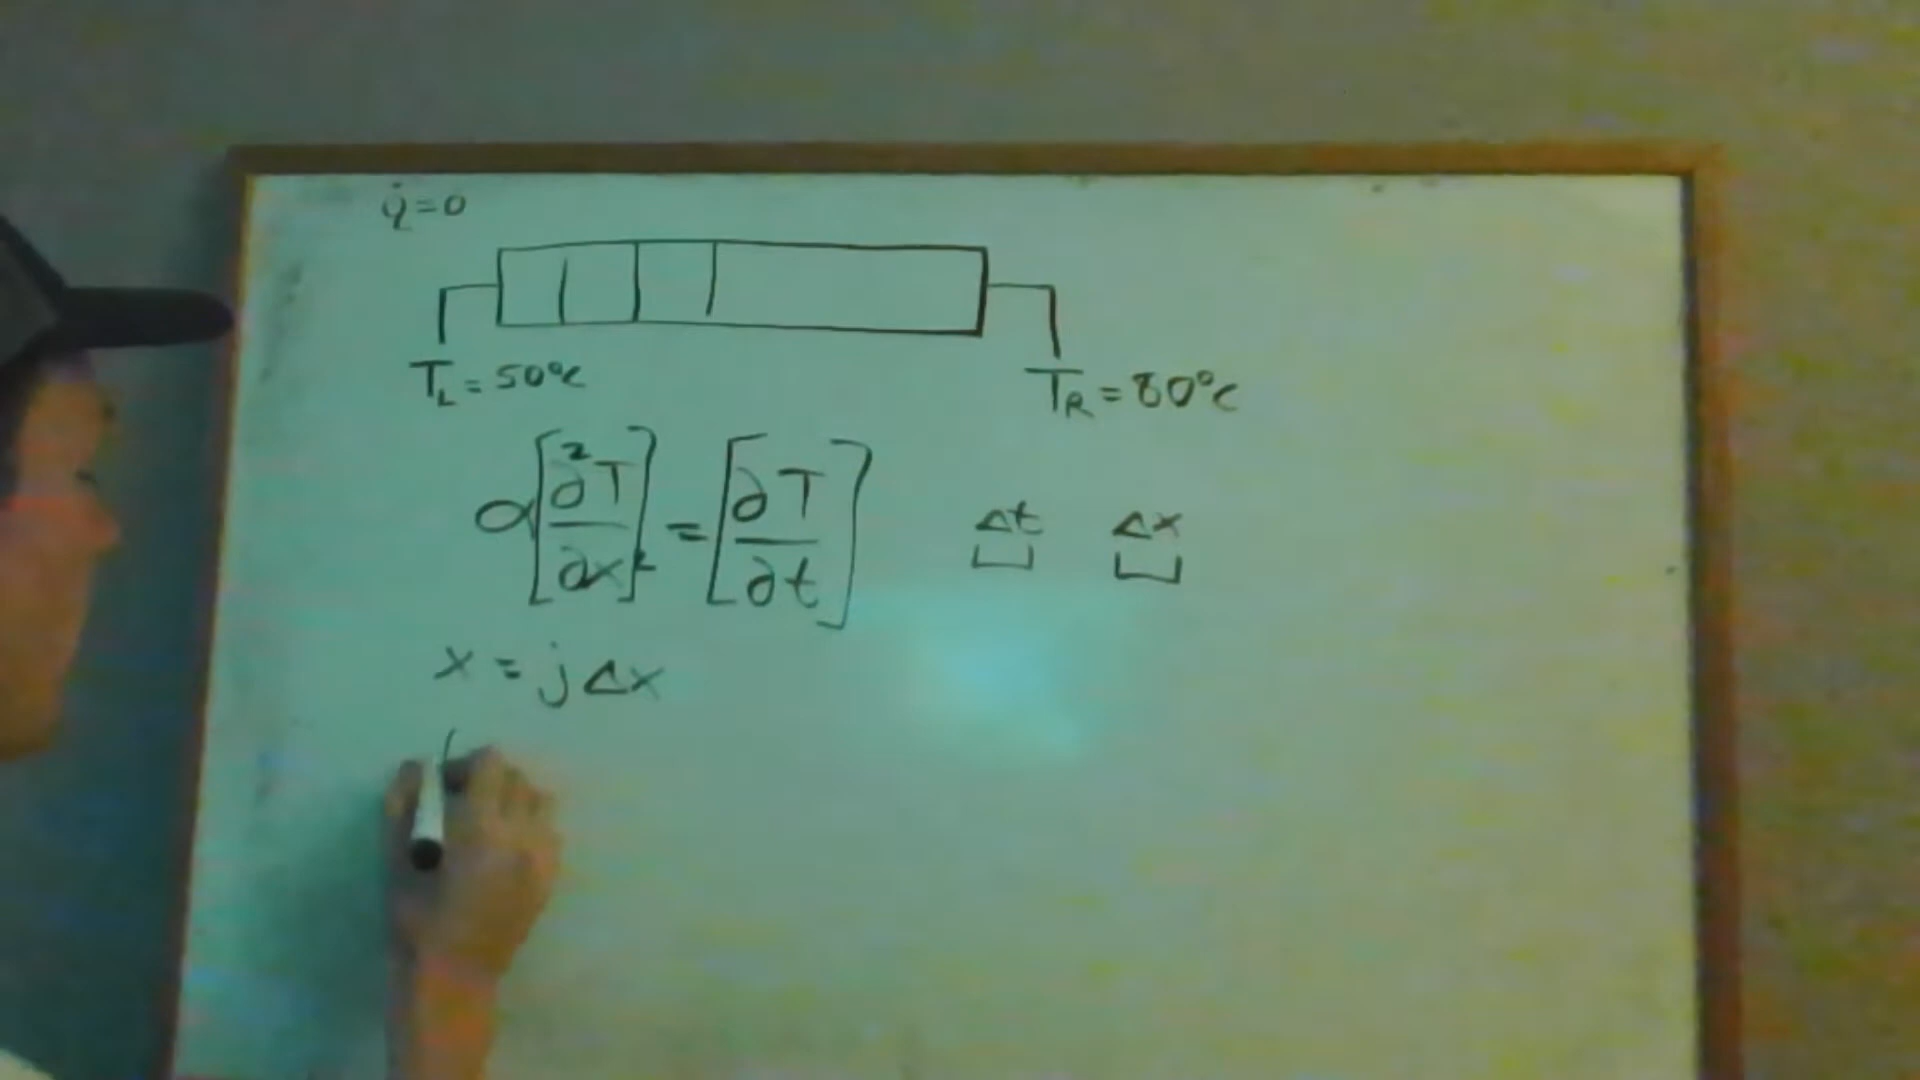 q̇=0
T_L = 50°C
T_R = 80°C
α[∂²T/∂x²] = [∂T/∂t]
Δt Δx
x = jΔx